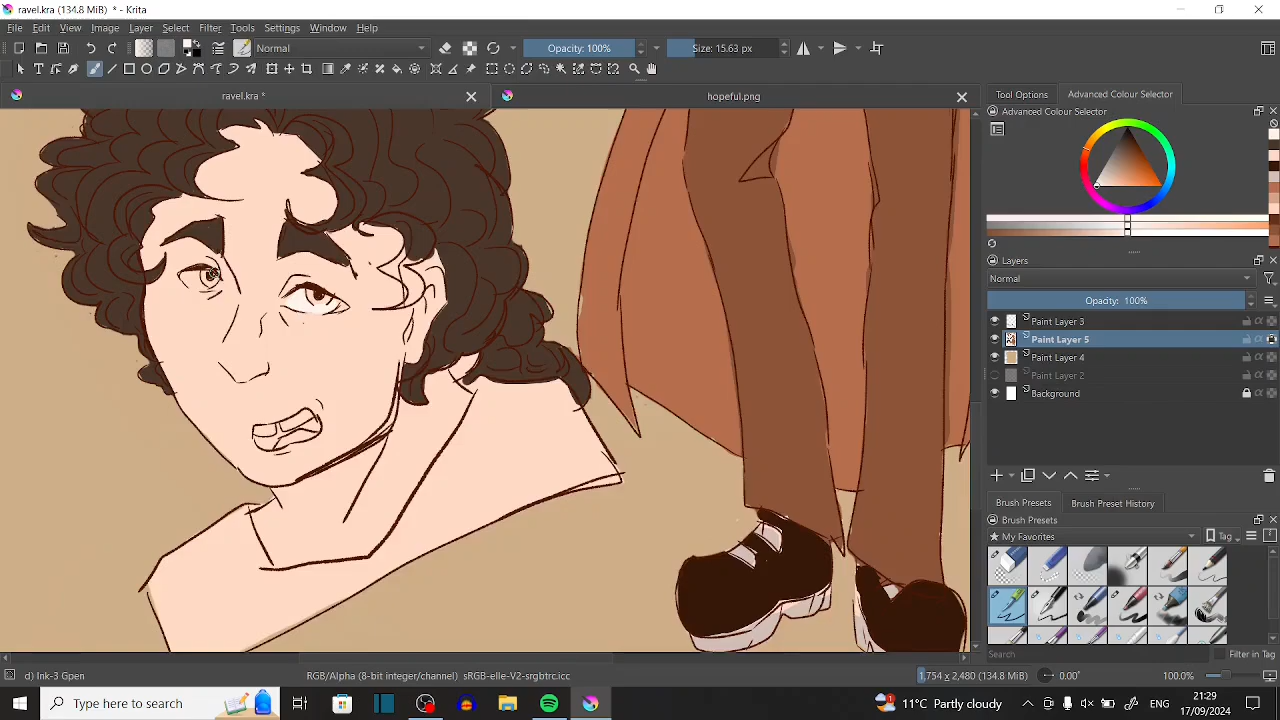 ravel.kra (134.8 MiB) * - Krita
File Edit View Image Layer Select Filter Tools Settings Window Help
Normal Opacity: 100% Size: 15.63 px
ravel.kra * hopeful.png
Tool Options Advanced Colour Selector
Advanced Colour Selector
Layers
Normal
Opacity: 100%
Paint Layer 3
Paint Layer 5
Paint Layer 4
Paint Layer 2
Background
Brush Presets Brush Preset History
Brush Presets
My Favorites Tag
Search Filter in Tag
d) Ink-3 Gpen RGB/Alpha (8-bit integer/channel) sRGB-elle-V2-srgbtrc.icc 1,754 x 2,480 (134.8 MiB) 0.00° 100.0%
Type here to search 11°C Partly cloudy ENG 21:29
17/09/2024